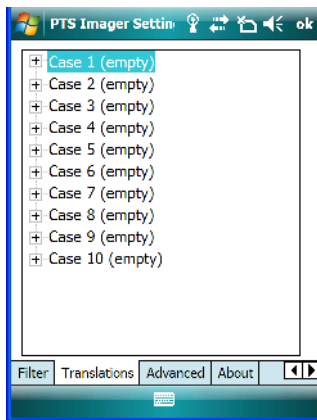 PTS Imager Settin ok
Case 1 (empty)
Case 2 (empty)
Case 3 (empty)
Case 4 (empty)
Case 5 (empty)
Case 6 (empty)
Case 7 (empty)
Case 8 (empty)
Case 9 (empty)
Case 10 (empty)
Filter Translations Advanced About